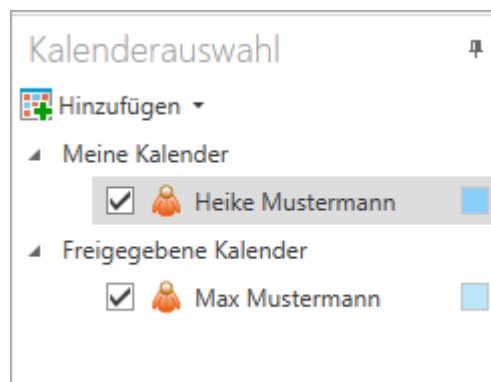 Kalenderauswahl
Hinzufügen
Meine Kalender
Heike Mustermann
Freigegebene Kalender
Max Mustermann